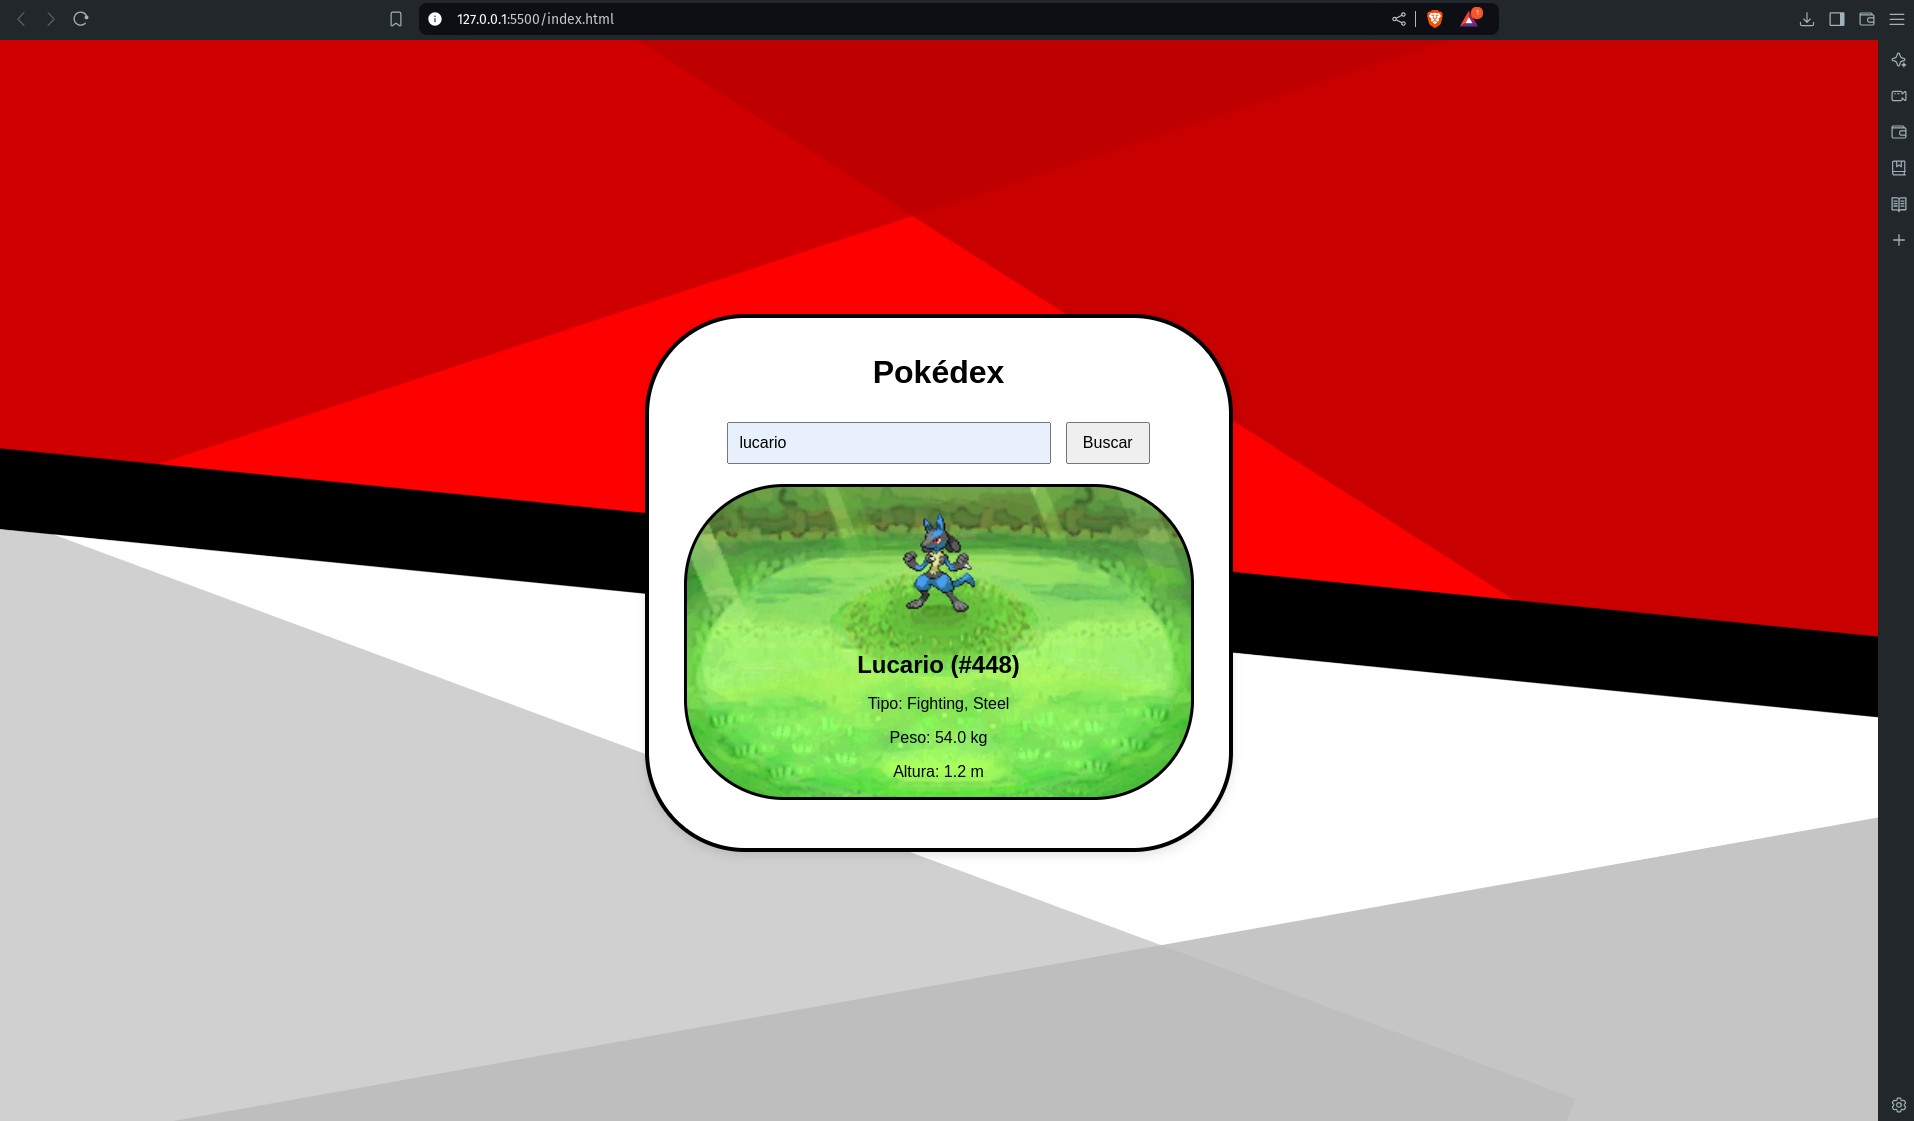 127.0.0.1:5500/index.html
1
Pokédex
lucario
Buscar
Lucario (#448)
Tipo: Fighting, Steel
Peso: 54.0 kg
Altura: 1.2 m